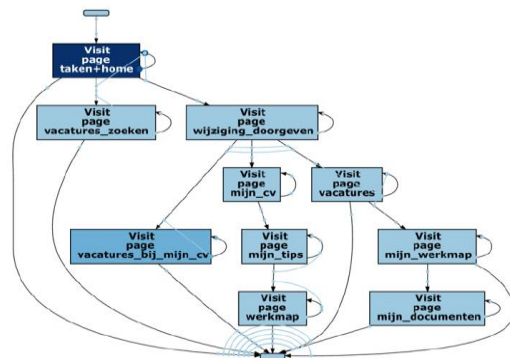 Visit
page
taken+home
Visit
page
vacatures_zoeken
Visit
page
wijziging_doorgeven
Visit
page
mijn_cv
Visit
page
vacatures
Visit
page
vacatures_bij_mijn_cv
Visit
page
mijn_tips
Visit
page
mijn_werkmap
Visit
page
werkmap
Visit
page
mijn_documenten